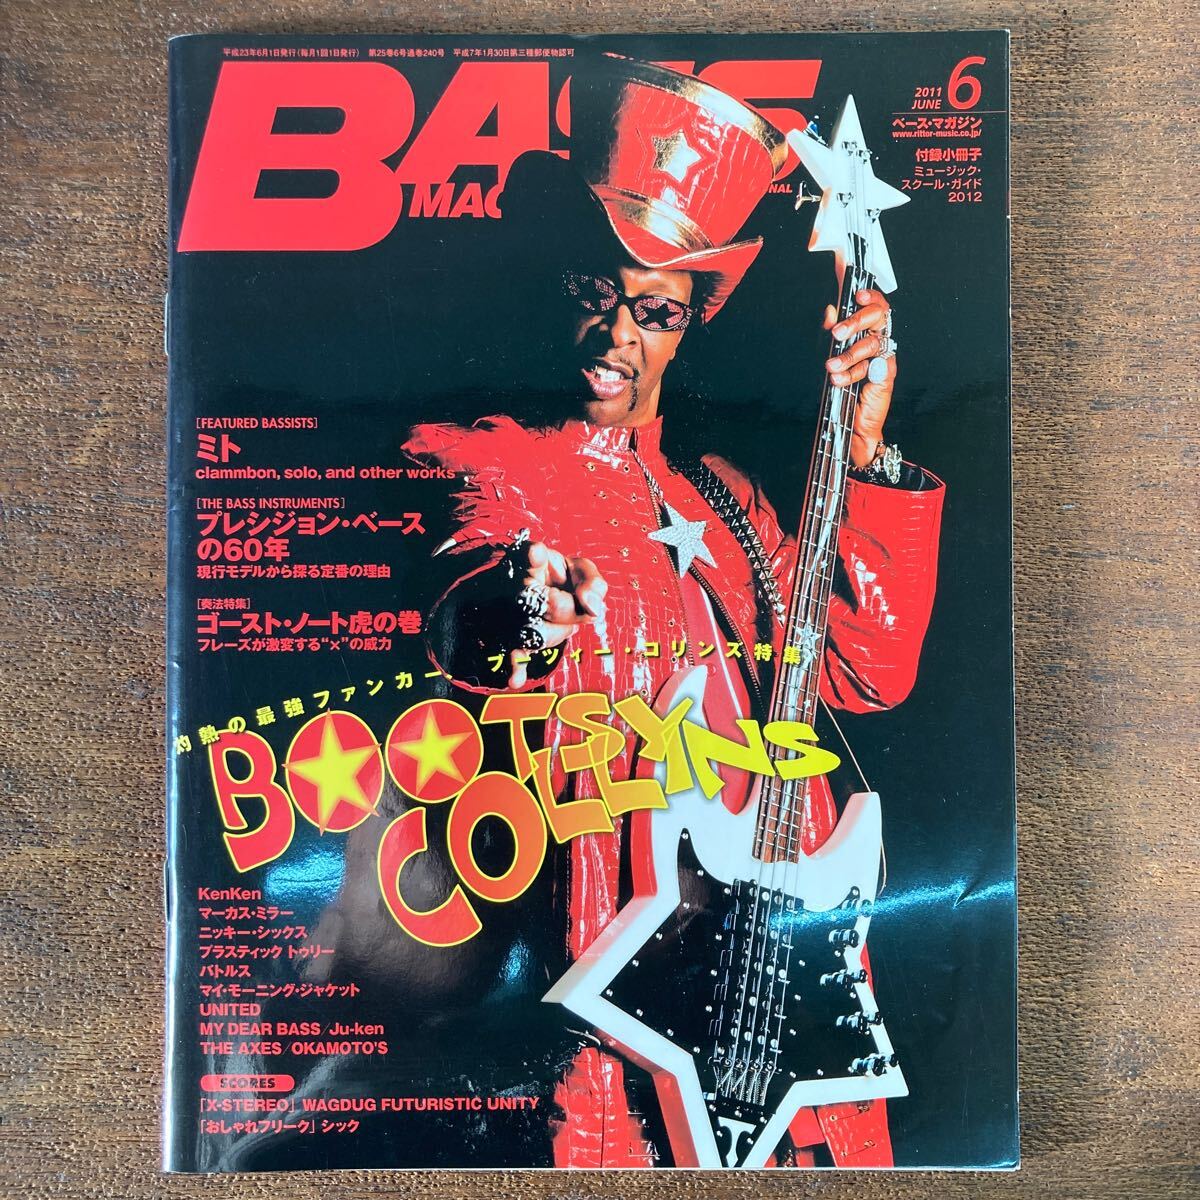 平成23年6月1日発行(毎月1回1日発行) 第25巻6号通巻240号 平成7年1月30日第三種郵便物認可
BASS
MAG
NAL
2011
JUNE
6
ベース・マガジン
www.rittor-music.co.jp/
付録小冊子
ミュージック・
スクール・ガイド
2012
[FEATURED BASSISTS]
ミト
clammbon, solo, and other works
[THE BASS INSTRUMENTS]
プレシジョン・ベース
の60年
現行モデルから探る定番の理由
[奏法特集]
ゴースト・ノート虎の巻
フレーズが激変する“×”の威力
灼熱の最強ファンカー、 ブーツィー・コリンズ特集
BOOTSY
COLLINS
KenKen
マーカス・ミラー
ニッキー・シックス
プラスティック トゥリー
バトルス
マイ・モーニング・ジャケット
UNITED
MY DEAR BASS/Ju-ken
THE AXES/OKAMOTO'S
SCORES
「X-STEREO」 WAGDUG FUTURISTIC UNITY
「おしゃれフリーク」 シック